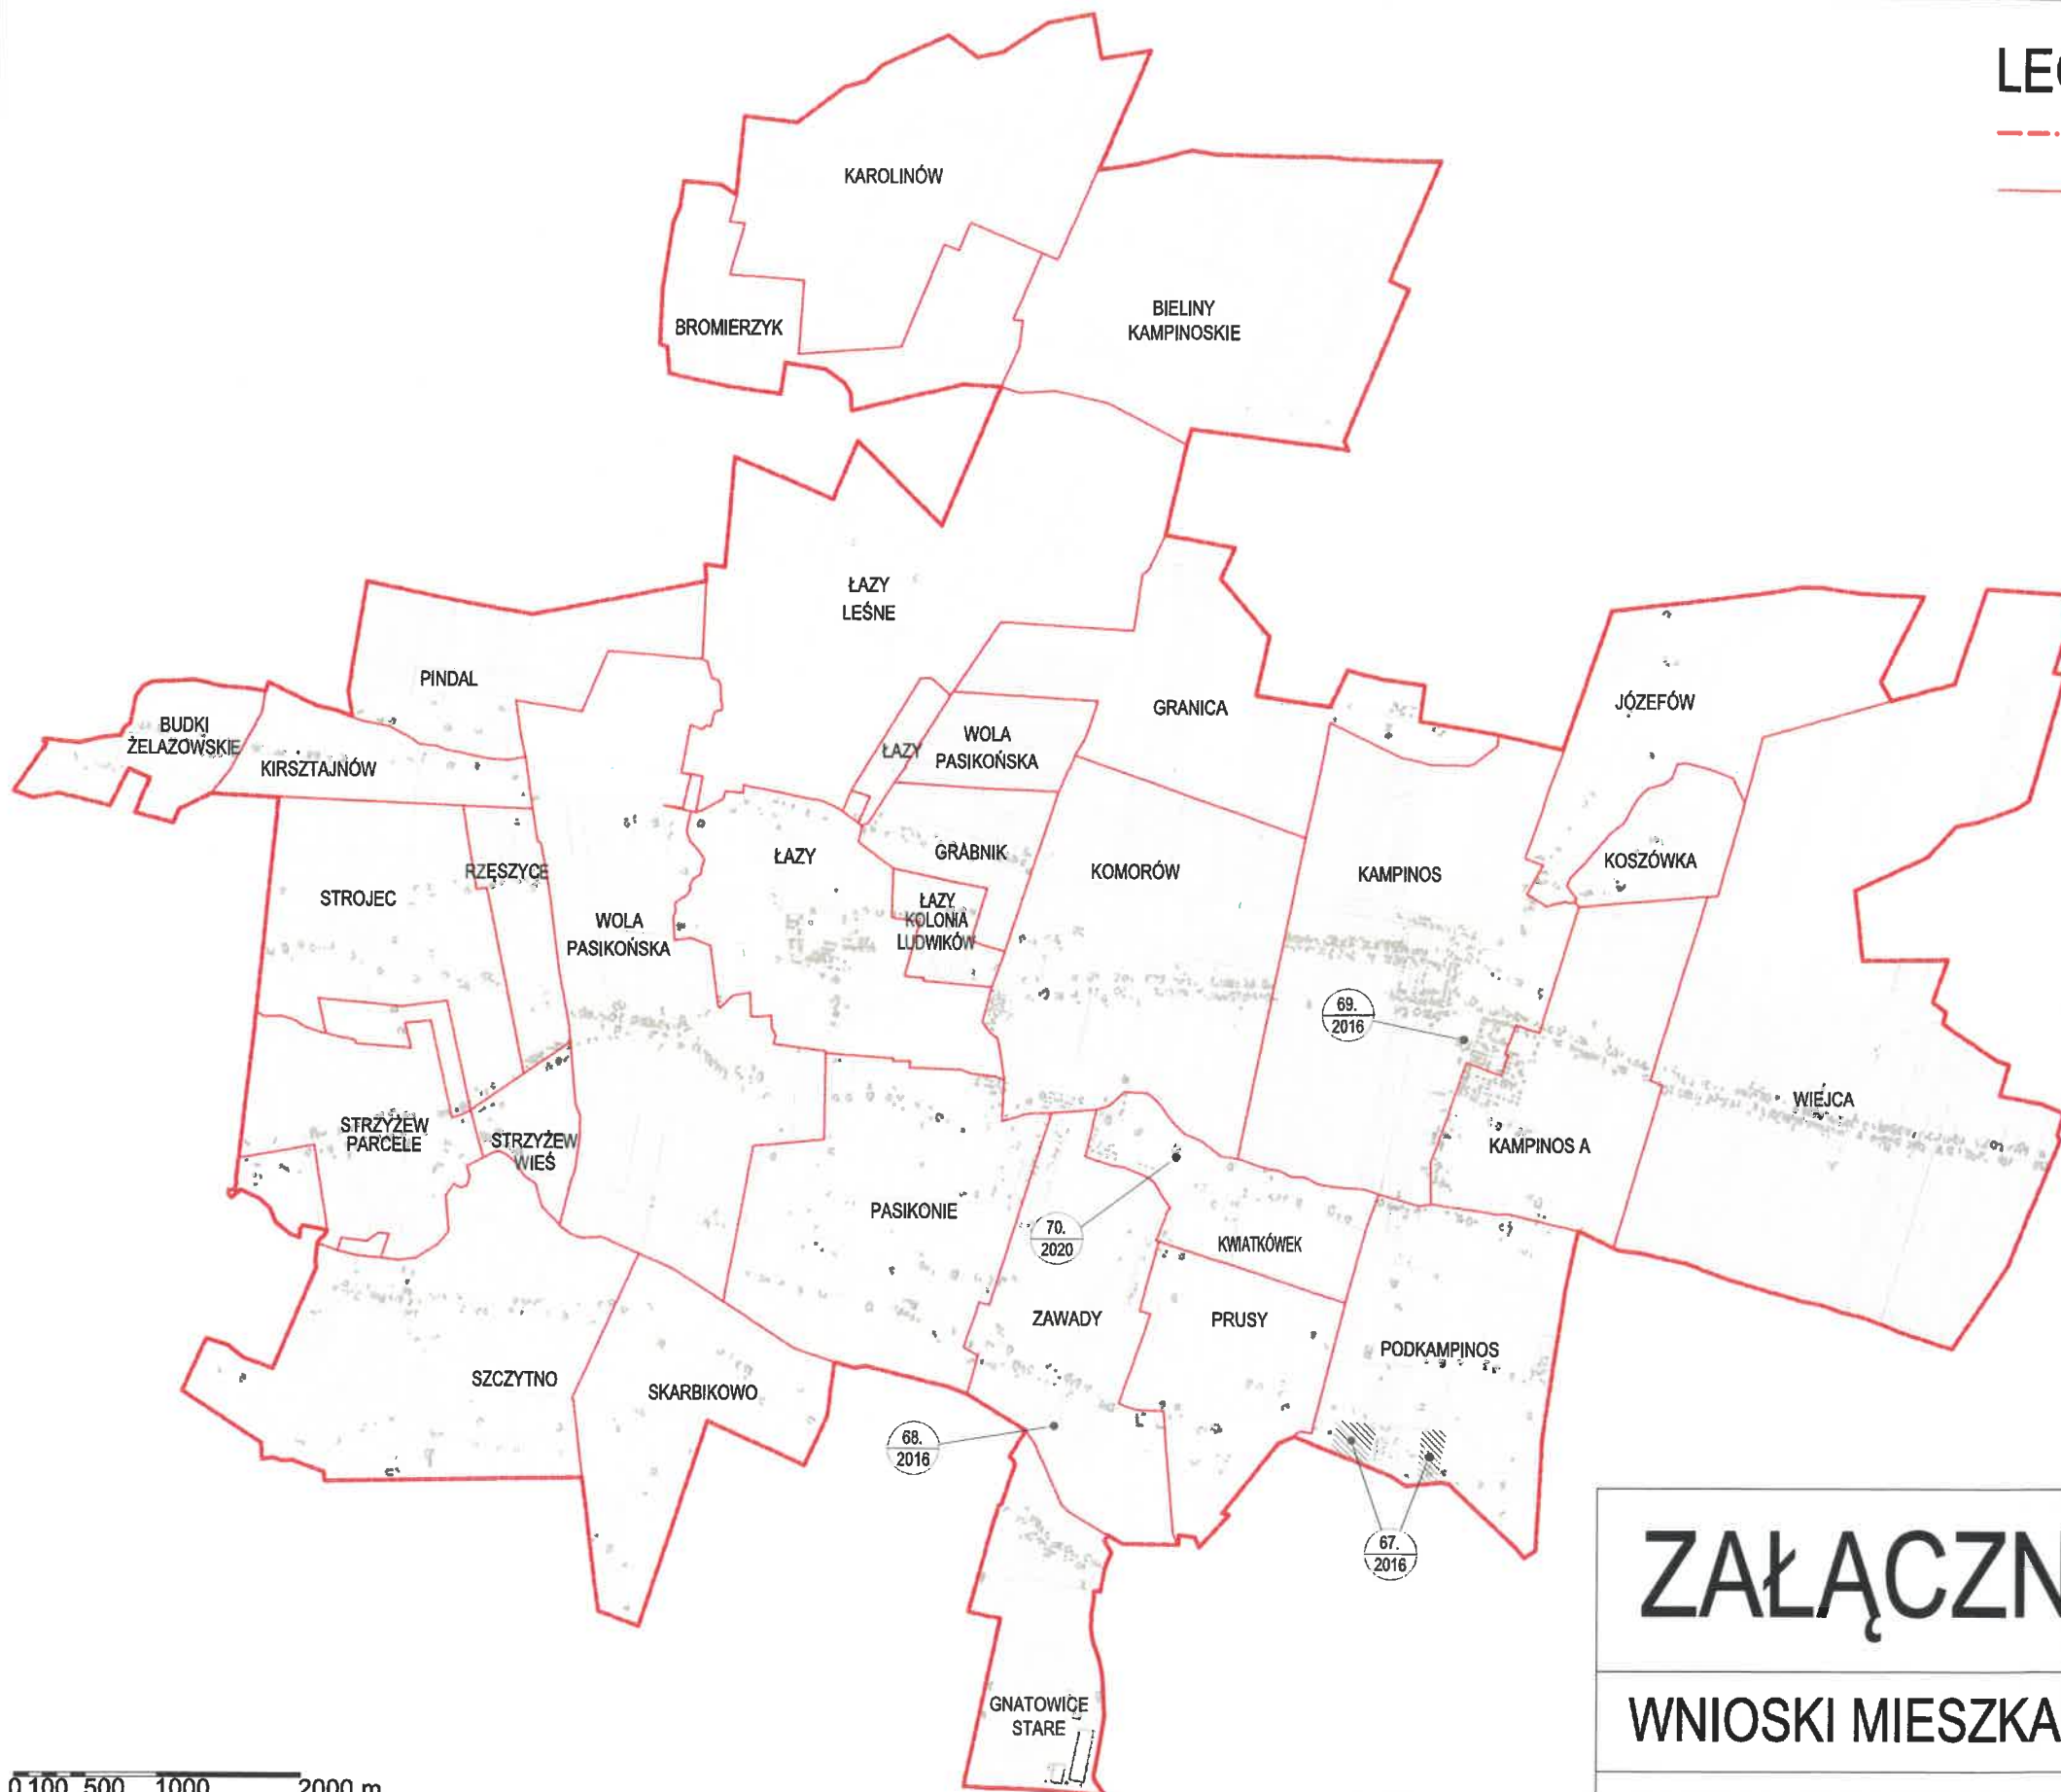 KAROLINÓW
BROMIERZYK
BIELINY
KAMPINOSKIE
ŁAZY
LEŚNE
PINDAL
BUDKI
ŻELAZOWSKIE
KIRSZTAJNÓW
GRANICA
JÓZEFÓW
WOLA
PASIKOŃSKA
ŁAZY
STROJEC
RZĘSZYCE
WOLA
PASIKOŃSKA
ŁAZY
GRABNIK
ŁAZY
KOLONIA
LUDWIKÓW
KOMORÓW
KAMPINOS
KOSZÓWKA
69.
2016
STRZYŻEW
PARCELE
STRZYŻEW
WIEŚ
KAMPINOS A
WIEJCA
PASIKONIE
70.
2020
KWIATKÓWEK
ZAWADY
PRUSY
PODKAMPINOS
SZCZYTNO
SKARBIKOWO
68.
2016
67.
2016
GNATOWICE
STARE
ZAŁĄCZN
WNIOSKI MIESZKA
0 100 500 1000 2000 m